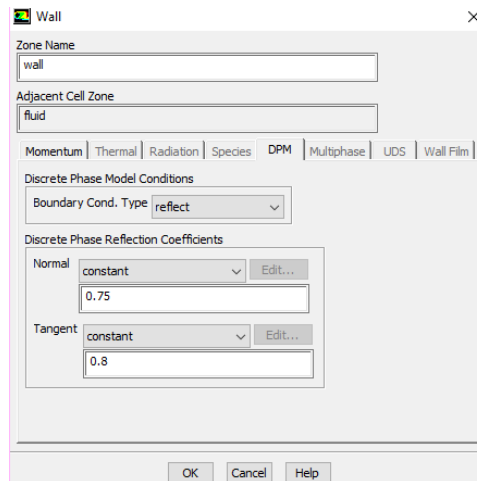 Wall
Zone Name
wall
Adjacent Cell Zone
fluid
Momentum Thermal Radiation Species DPM Multiphase UDS Wall Film
Discrete Phase Model Conditions
Boundary Cond. Type reflect
Discrete Phase Reflection Coefficients
Normal constant Edit...
0.75
Tangent constant Edit...
0.8
OK Cancel Help